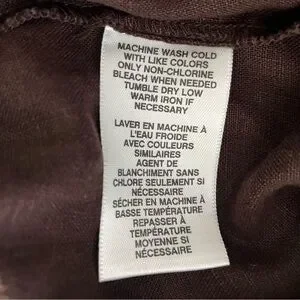 MACHINE WASH COLD
WITH LIKE COLORS
ONLY NON-CHLORINE
BLEACH WHEN NEEDED
TUMBLE DRY LOW
WARM IRON IF
NECESSARY
LAVER EN MACHINE À
L'EAU FROIDE
AVEC COULEURS
SIMILAIRES
AGENT DE
BLANCHIMENT SANS
CHLORE SEULEMENT SI
NÉCESSAIRE
SÉCHER EN MACHINE À
BASSE TEMPÉRATURE
REPASSER À
TEMPÉRATURE
MOYENNE SI
NÉCESSAIRE